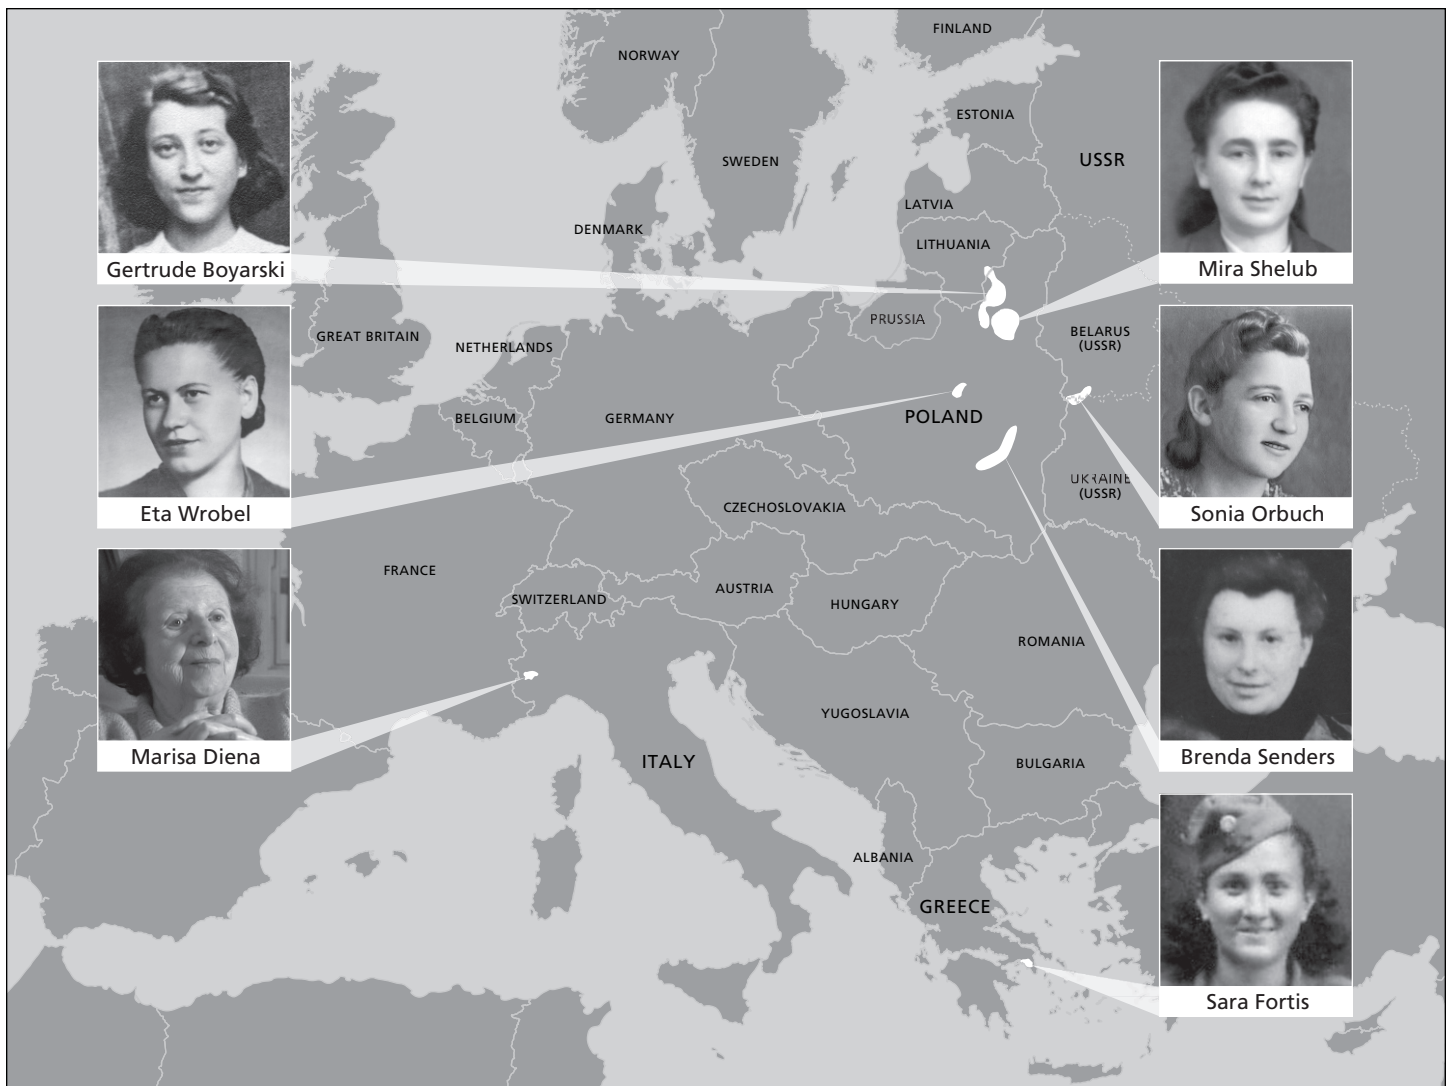 FINLAND
NORWAY
ESTONIA
SWEDEN
USSR
LATVIA
DENMARK
LITHUANIA
Gertrude Boyarski
Mira Shelub
PRUSSIA
GREAT BRITAIN
BELARUS
(USSR)
NETHERLANDS
BELGIUM
GERMANY
POLAND
UKRAINE
(USSR)
Eta Wrobel
CZECHOSLOVAKIA
Sonia Orbuch
FRANCE
AUSTRIA
SWITZERLAND
HUNGARY
ROMANIA
YUGOSLAVIA
Marisa Diena
ITALY
BULGARIA
Brenda Senders
ALBANIA
GREECE
Sara Fortis